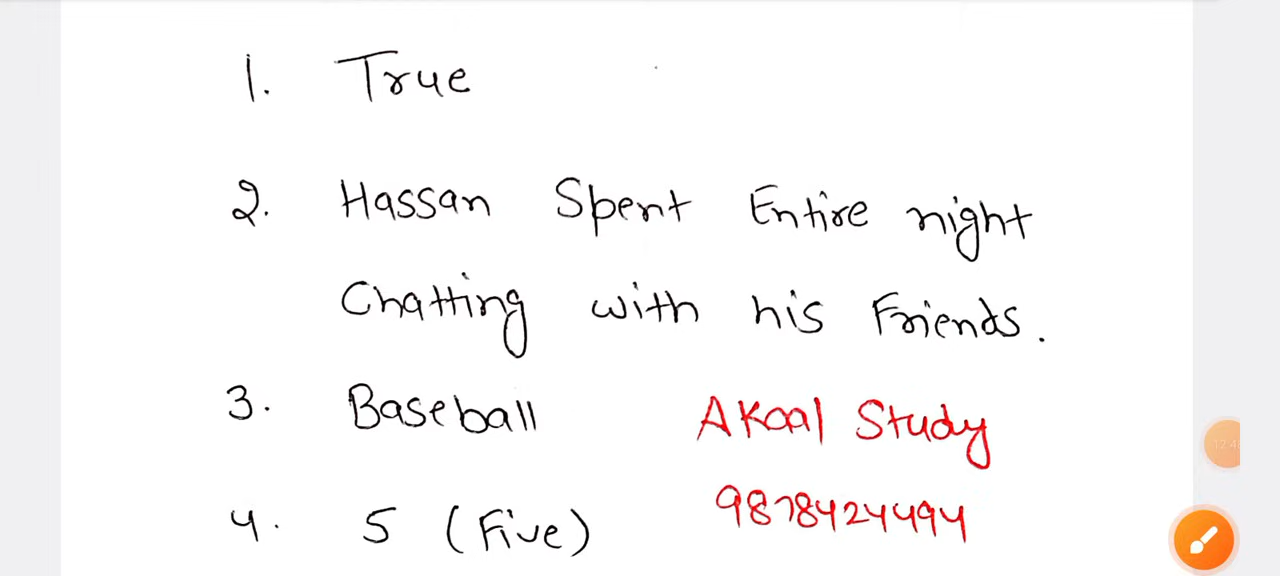 1. True
2. Hassan Spent Entire night
Chatting with his Friends.
3. Baseball
Akaal Study
4. 5 (Five)
9878424494